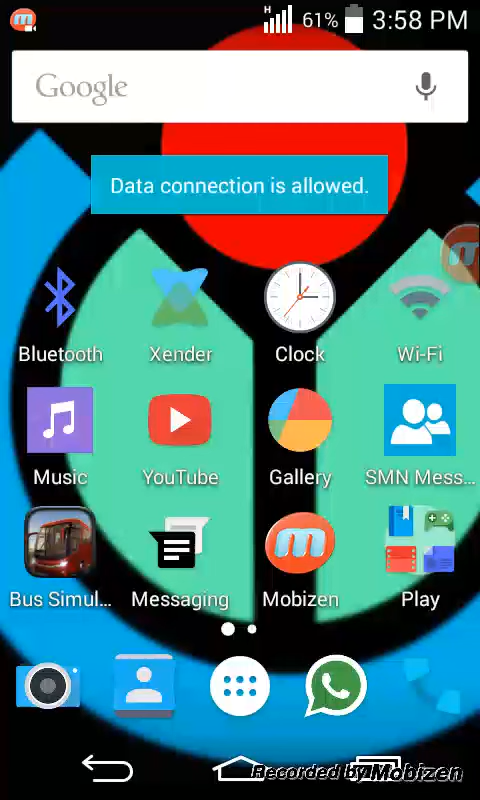 H 61% 3:58 PM
Google
Data connection is allowed.
Bluetooth Xender Clock Wi-Fi
Music YouTube Gallery SMN Mess...
Bus Simul... Messaging Mobizen Play
Recorded by Mobizen